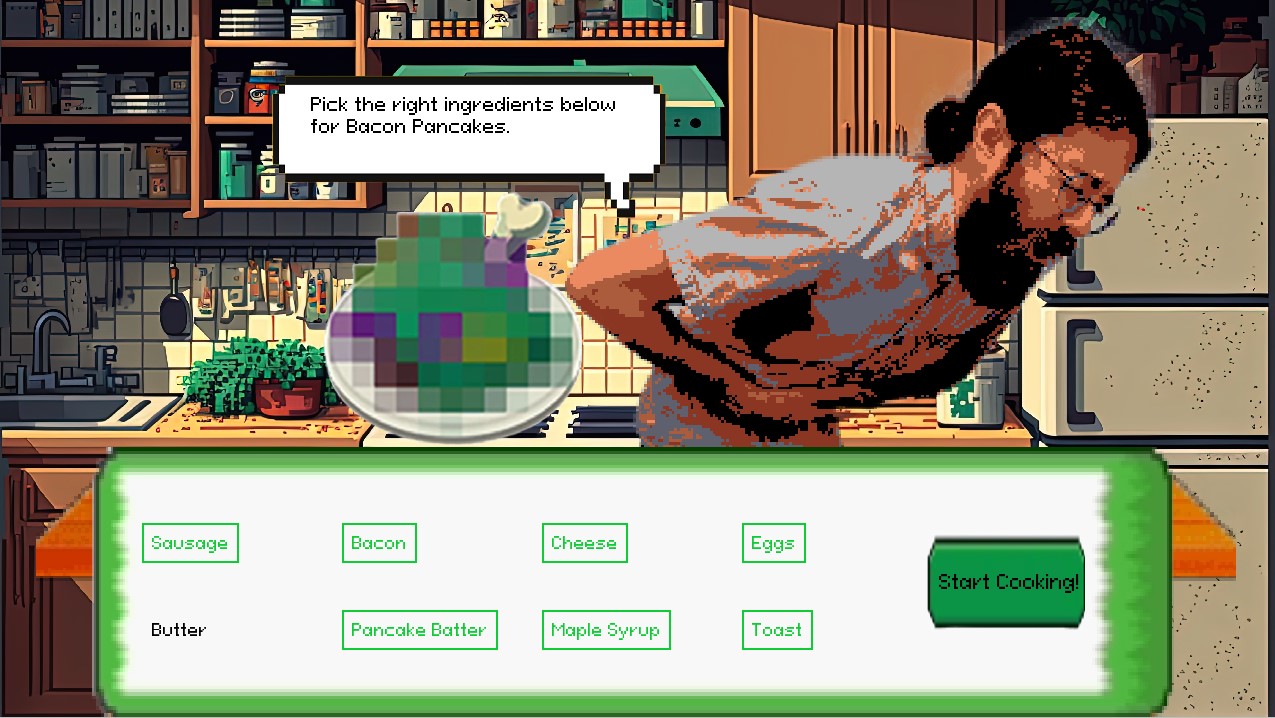 Pick the right ingredients below
for Bacon Pancakes.
Sausage
Bacon
Cheese
Eggs
Start Cooking!
Butter
Pancake Batter
Maple Syrup
Toast